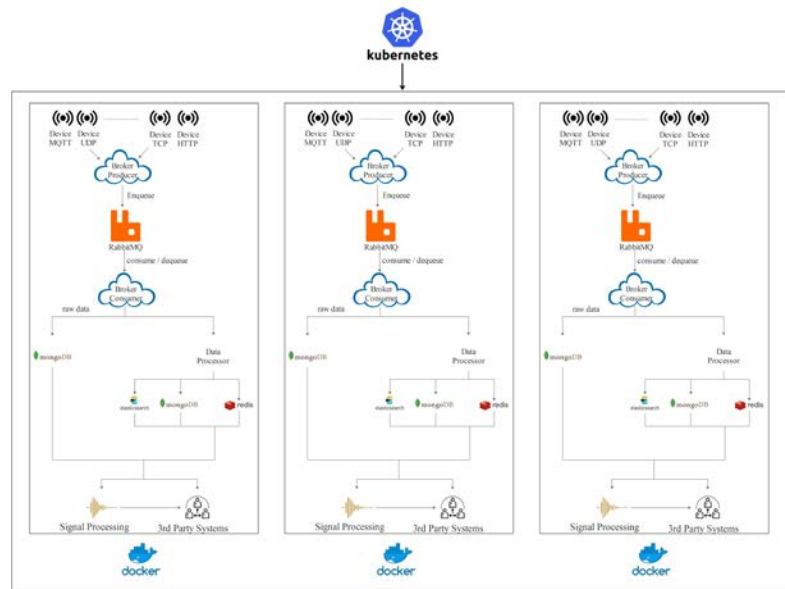 kubernetes
Device MQTT
Device UDP
Device TCP
Device HTTP
Broker Producer
Enqueue
RabbitMQ
consume / dequeue
Broker Consumer
raw data
mongoDB
Data Processor
elasticsearch
mongoDB
redis
Signal Processing
3rd Party Systems
docker
Device MQTT
Device UDP
Device TCP
Device HTTP
Broker Producer
Enqueue
RabbitMQ
consume / dequeue
Broker Consumer
raw data
mongoDB
Data Processor
elasticsearch
mongoDB
redis
Signal Processing
3rd Party Systems
docker
Device MQTT
Device UDP
Device TCP
Device HTTP
Broker Producer
Enqueue
RabbitMQ
consume / dequeue
Broker Consumer
raw data
mongoDB
Data Processor
elasticsearch
mongoDB
redis
Signal Processing
3rd Party Systems
docker